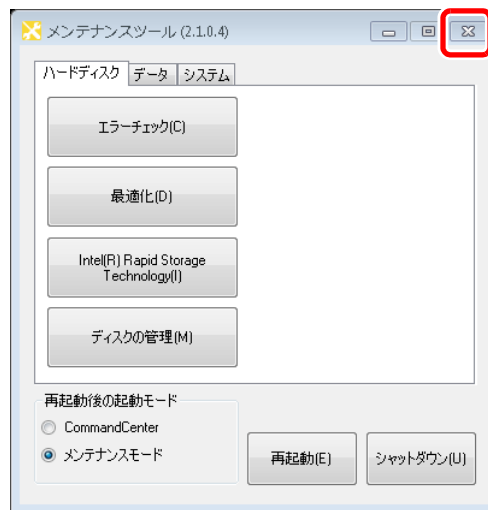 メンテナンスツール (2.1.0.4)
ハードディスク データ システム
エラーチェック(C)
最適化(D)
Intel(R) Rapid Storage
Technology(I)
ディスクの管理(M)
再起動後の起動モード
CommandCenter
メンテナンスモード
再起動(E) シャットダウン(U)